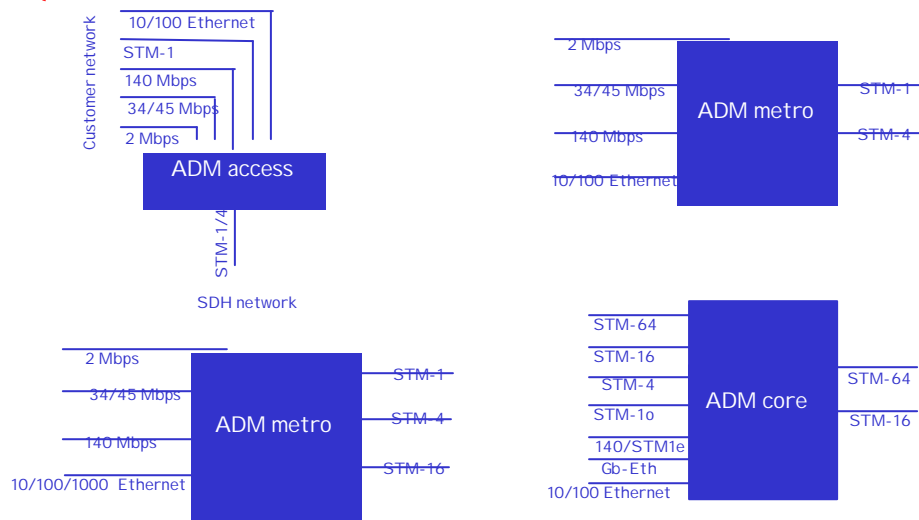 10/100 Ethernet
STM-1
140 Mbps
34/45 Mbps
2 Mbps
Customer network
ADM access
STM-1/4
SDH network
2 Mbps
34/45 Mbps
140 Mbps
10/100 Ethernet
ADM metro
STM-1
STM-4
2 Mbps
34/45 Mbps
140 Mbps
10/100/1000 Ethernet
ADM metro
STM-1
STM-4
STM-16
STM-64
STM-16
STM-4
STM-1o
140/STM1e
Gb-Eth
10/100 Ethernet
ADM core
STM-64
STM-16